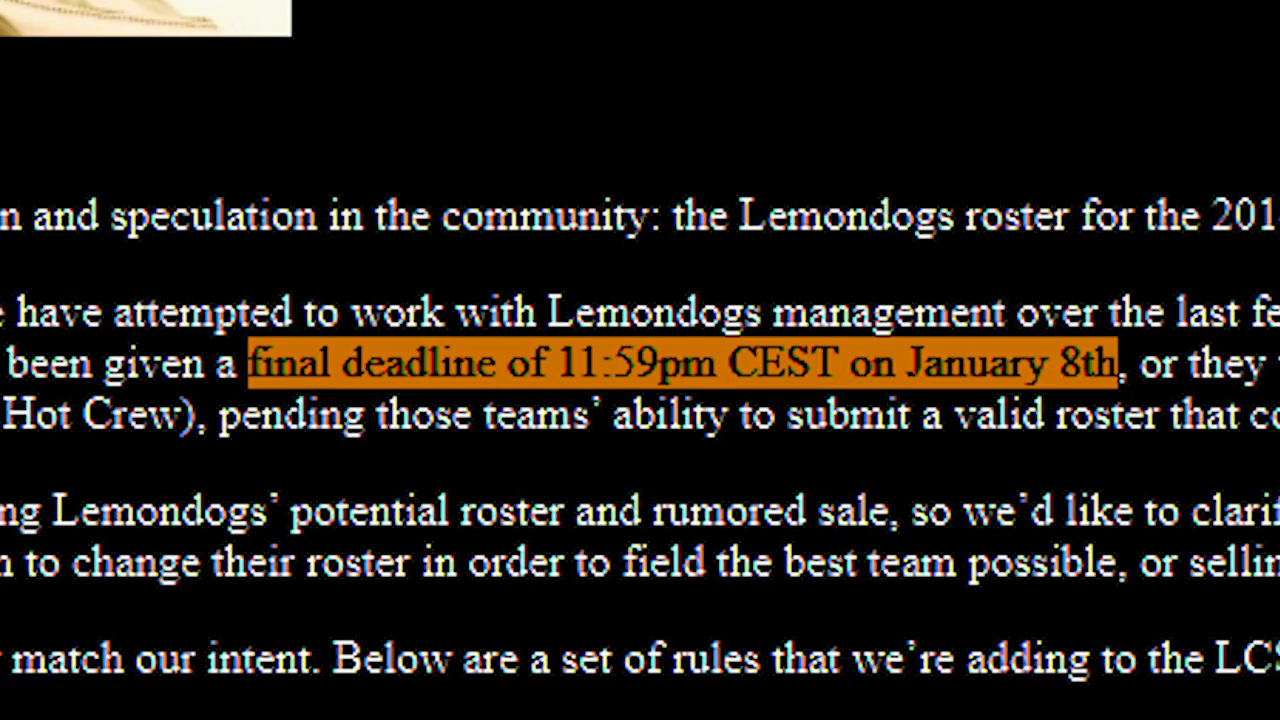 n and speculation in the community: the Lemondogs roster for the 201
have attempted to work with Lemondogs management over the last fe
been given a final deadline of 11:59pm CEST on January 8th, or they
Hot Crew), pending those teams’ ability to submit a valid roster that co
ng Lemondogs’ potential roster and rumored sale, so we’d like to clarif
n to change their roster in order to field the best team possible, or sellin
match our intent. Below are a set of rules that we’re adding to the LCS